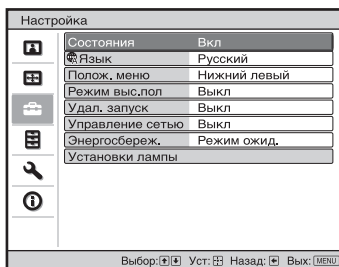 Настройка
Состояния Вкл
Язык Русский
Полож. меню Нижний левый
Режим выс.пол Выкл
Удал. запуск Выкл
Управление сетью Выкл
Энергосбереж. Режим ожид.
Установки лампы
Выбор: Уст: Назад: Вых: MENU